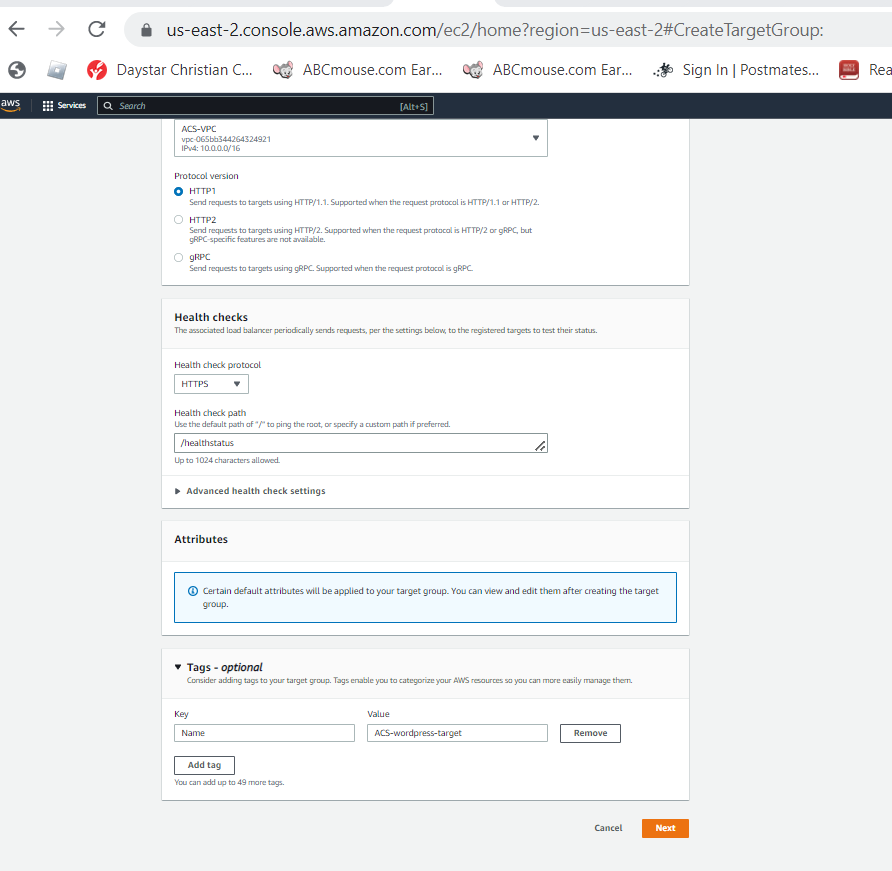 us-east-2.console.aws.amazon.com/ec2/home?region=us-east-2#CreateTargetGroup:
Daystar Christian C... ABCmouse.com Ear... ABCmouse.com Ear... Sign In | Postmates... Rea
aws Services Search [Alt+S]
ACS-VPC
vpc-065bb344264324921
IPv4: 10.0.0.0/16
Protocol version
HTTP1
Send requests to targets using HTTP/1.1. Supported when the request protocol is HTTP/1.1 or HTTP/2.
HTTP2
Send requests to targets using HTTP/2. Supported when the request protocol is HTTP/2 or gRPC, but
gRPC-specific features are not available.
gRPC
Send requests to targets using gRPC. Supported when the request protocol is gRPC.
Health checks
The associated load balancer periodically sends requests, per the settings below, to the registered targets to test their status.
Health check protocol
HTTPS
Health check path
Use the default path of "/" to ping the root, or specify a custom path if preferred.
/healthstatus
Up to 1024 characters allowed.
Advanced health check settings
Attributes
Certain default attributes will be applied to your target group. You can view and edit them after creating the target
group.
Tags - optional
Consider adding tags to your target group. Tags enable you to categorize your AWS resources so you can more easily manage them.
Key Value
Name ACS-wordpress-target Remove
Add tag
You can add up to 49 more tags.
Cancel Next